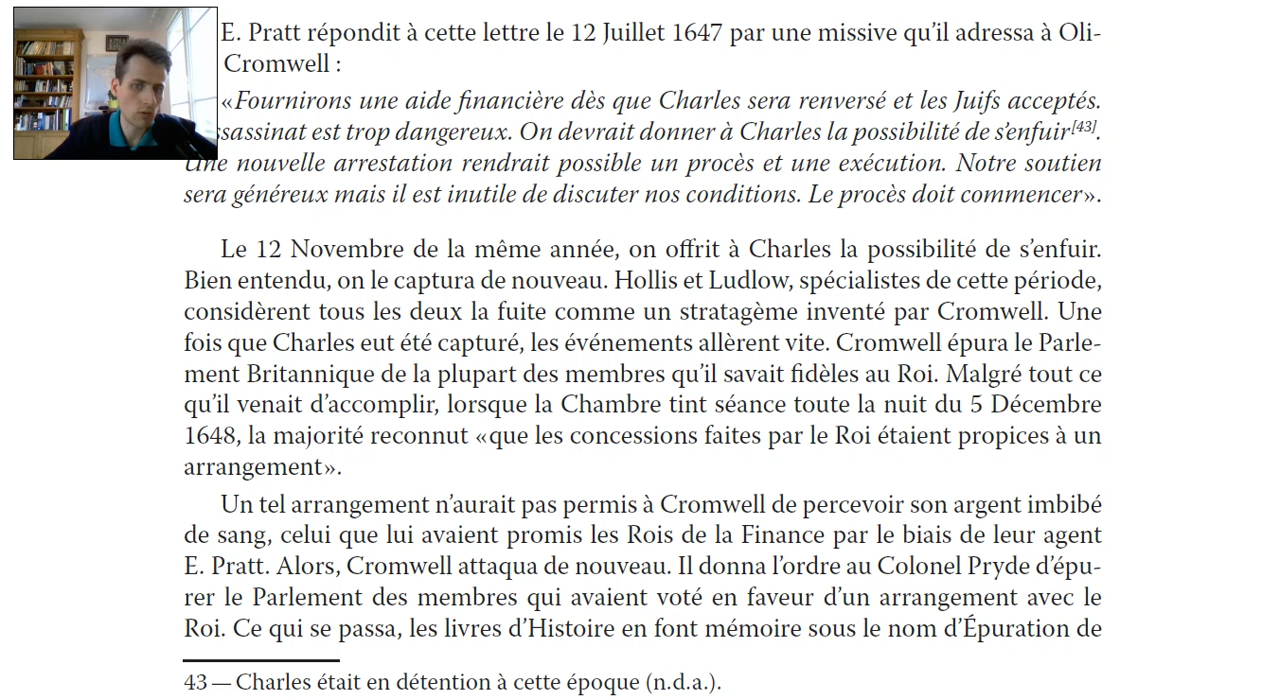 E. Pratt répondit à cette lettre le 12 Juillet 1647 par une missive qu'il adressa à Oli-
Cromwell :
«Fournirons une aide financière dès que Charles sera renversé et les Juifs acceptés.
ssassinat est trop dangereux. On devrait donner à Charles la possibilité de s'enfuir[43].
Une nouvelle arrestation rendrait possible un procès et une exécution. Notre soutien
sera généreux mais il est inutile de discuter nos conditions. Le procès doit commencer».
Le 12 Novembre de la même année, on offrit à Charles la possibilité de s'enfuir.
Bien entendu, on le captura de nouveau. Hollis et Ludlow, spécialistes de cette période,
considèrent tous les deux la fuite comme un stratagème inventé par Cromwell. Une
fois que Charles eut été capturé, les événements allèrent vite. Cromwell épura le Parle-
ment Britannique de la plupart des membres qu'il savait fidèles au Roi. Malgré tout ce
qu'il venait d'accomplir, lorsque la Chambre tint séance toute la nuit du 5 Décembre
1648, la majorité reconnut «que les concessions faites par le Roi étaient propices à un
arrangement».
Un tel arrangement n'aurait pas permis à Cromwell de percevoir son argent imbibé
de sang, celui que lui avaient promis les Rois de la Finance par le biais de leur agent
E. Pratt. Alors, Cromwell attaqua de nouveau. Il donna l'ordre au Colonel Pryde d'épu-
rer le Parlement des membres qui avaient voté en faveur d'un arrangement avec le
Roi. Ce qui se passa, les livres d'Histoire en font mémoire sous le nom d'Épuration de
43 — Charles était en détention à cette époque (n.d.a.).